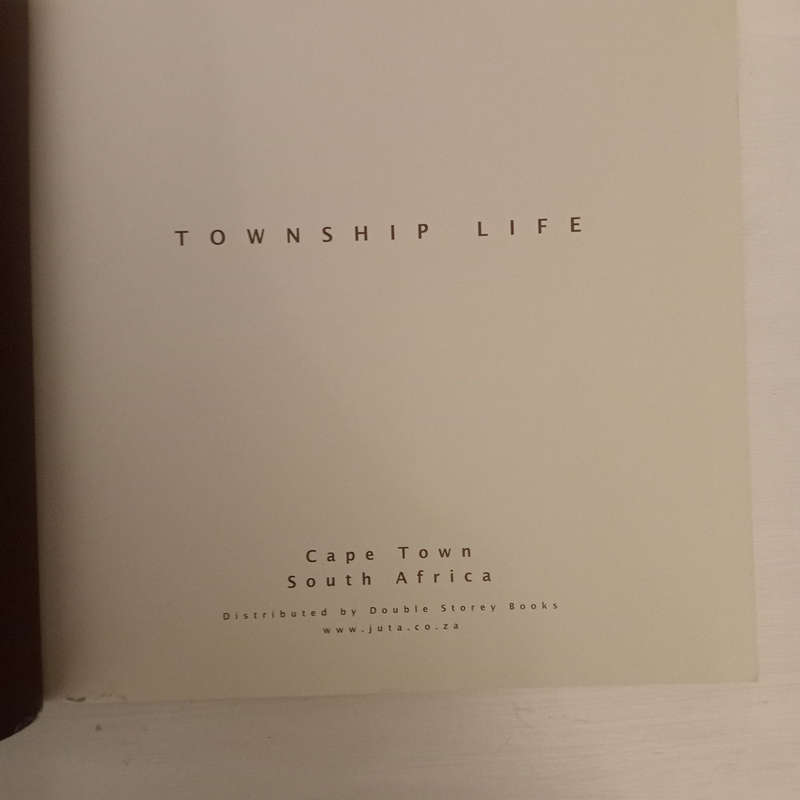 TOWNSHIP LIFE
Cape Town
South Africa
Distributed by Double Storey Books
www.juta.co.za